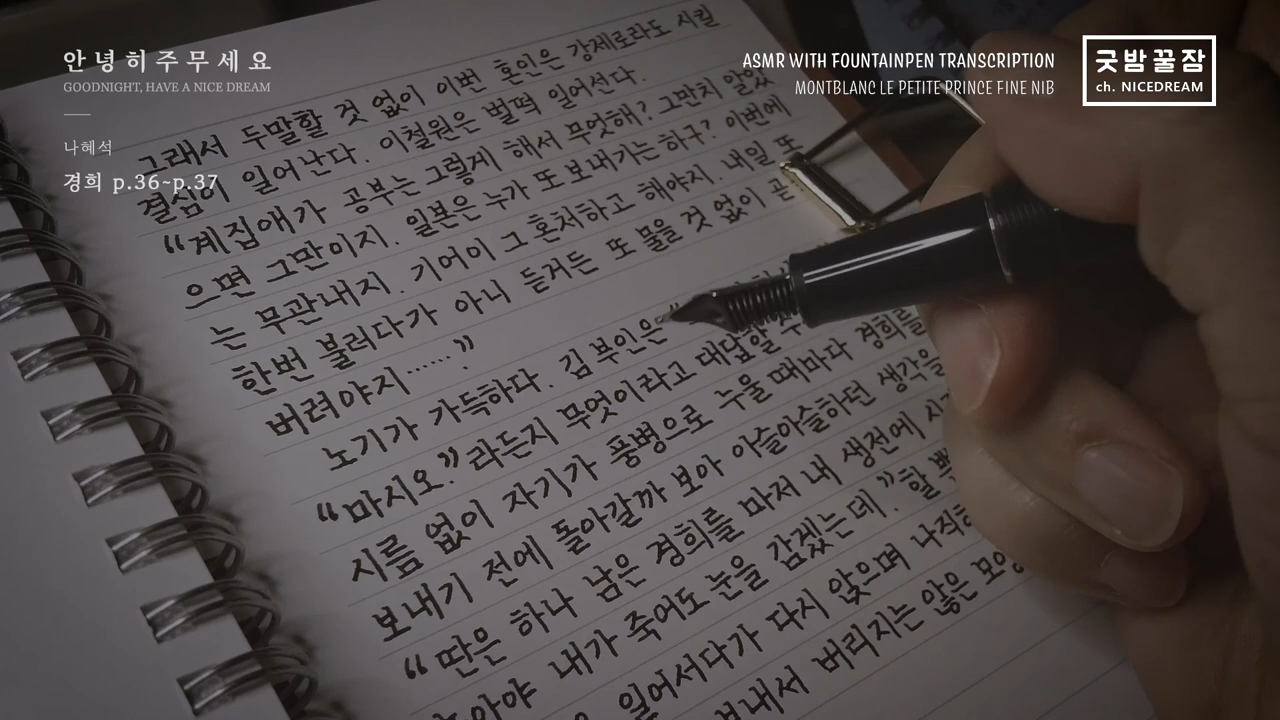 안녕히주무세요
GOODNIGHT, HAVE A NICE DREAM
나혜석
경희 p.36~p.37
ASMR WITH FOUNTAINPEN TRANSCRIPTION
MONTBLANC LE PETITE PRINCE FINE NIB
굿밤꿀잠
ch. NICEDREAM
그래서 두말할 것 없이 이번 혼인은 강제로라도 시킬
결심이 일어난다. 이철원은 벌떡 일어선다.
“계집애가 공부는 그렇게 해서 무엇해? 그만치 알았
으면 그만이지. 일본은 누가 또 보내기는 하구? 이번에
는 무관내지. 기어이 그 혼처하고 해야지. 내일 또
한번 불러다가 아니 듣거든 또 물을 것 없이 곧
버려야지……”
노기가 가득하다. 김 부인은 “
“마시오.” 라든지 무엇이라고 대답할 수
시름 없이 자기가 풍병으로 누울 때마다 경희를
보내기 전에 돌아갈까 보아 아슬아슬하던 생각을
“딴은 하나 남은 경희를 마저 내 생전에
내가 죽어도 눈을 감겠는데” 할
일어서다가 다시 앉으며 나직
보내서 버리지는 않은 모양